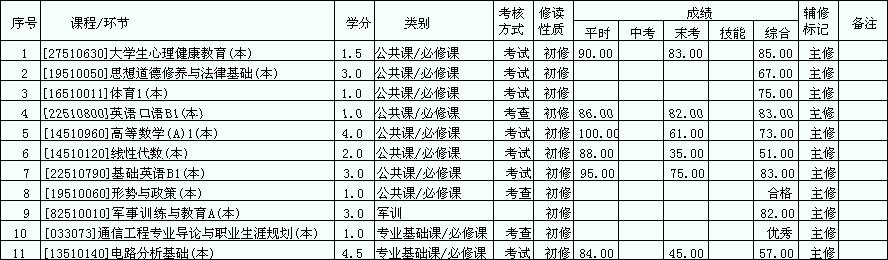 序号 课程/环节 学分 类别 考核方式 修读性质 成绩 辅修标记 备注
平时 中考 末考 技能 综合
1 [27510630]大学生心理健康教育(本) 1.5 公共课/必修课 考试 初修 90.00 83.00 85.00 主修
2 [19510050]思想道德修养与法律基础(本) 3.0 公共课/必修课 考试 初修 67.00 主修
3 [16510011]体育1(本) 1.0 公共课/必修课 考试 初修 75.00 主修
4 [22510800]英语口语B1(本) 1.0 公共课/必修课 考查 初修 86.00 82.00 83.00 主修
5 [14510960]高等数学(A)1(本) 4.0 公共课/必修课 考试 初修 100.00 61.00 73.00 主修
6 [14510120]线性代数(本) 2.0 公共课/必修课 考试 初修 88.00 35.00 51.00 主修
7 [22510790]基础英语B1(本) 3.0 公共课/必修课 考试 初修 95.00 75.00 83.00 主修
8 [19510060]形势与政策(本) 1.0 公共课/必修课 考查 初修 合格 主修
9 [82510010]军事训练与教育A(本) 3.0 军训 初修 82.00 主修
10 [033073]通信工程专业导论与职业生涯规划(本) 1.0 专业基础课/必修课 考查 初修 优秀 主修
11 [13510140]电路分析基础(本) 4.5 专业基础课/必修课 考试 初修 84.00 45.00 57.00 主修